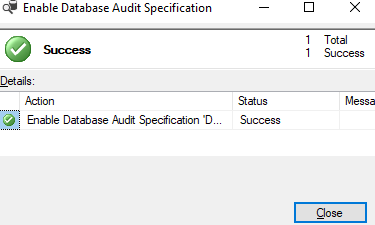 Enable Database Audit Specification
Success
1 Total
1 Success
Details:
Action Status Messa
Enable Database Audit Specification 'D... Success
Close